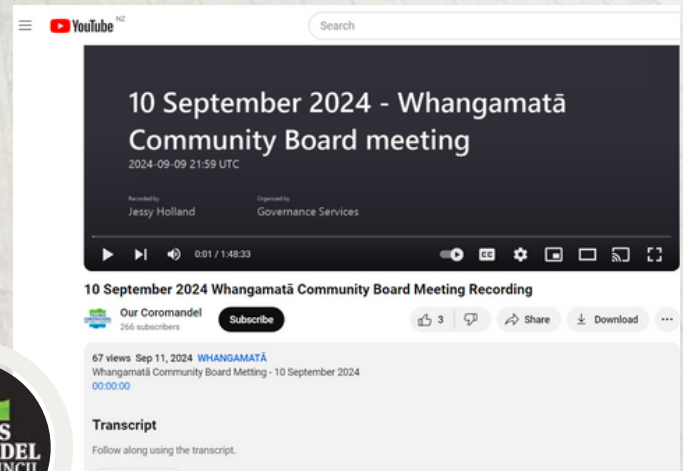 YouTube NZ
Search
10 September 2024 - Whangamatā
Community Board meeting
2024-09-09 21:59 UTC
Recorded by
Organized by
Jessy Holland
Governance Services
0:01 / 1:48:33
CC
10 September 2024 Whangamatā Community Board Meeting Recording
Our Coromandel
266 subscribers
Subscribe
3
Share
Download
67 views Sep 11, 2024 WHANGAMATĀ
Whangamatā Community Board Metting - 10 September 2024
00:00:00
Transcript
Follow along using the transcript.